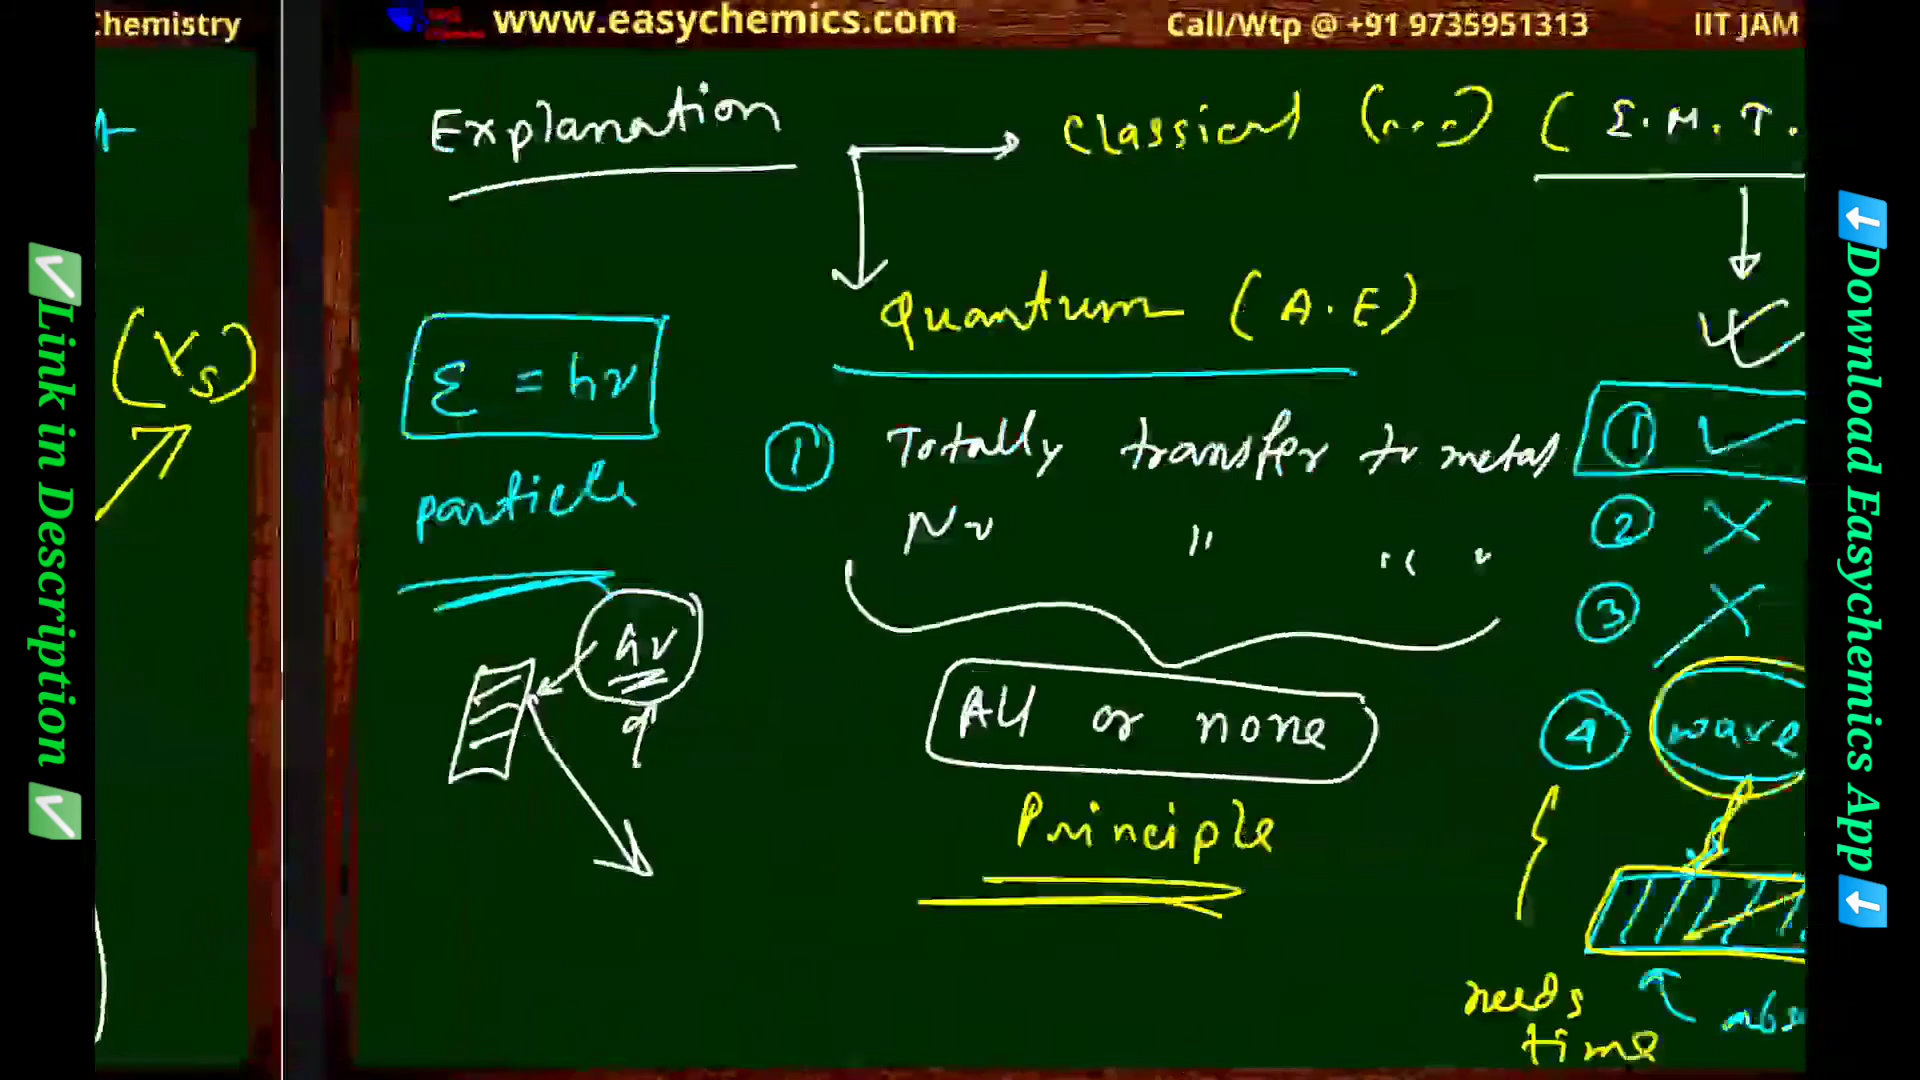 Chemistry
www.easychemics.com
Call/Wtp @ +91 9735951313
IIT JAM
Explanation
Classical (...) (E.M.T.
Quantum (A.E)
(Vs)
ε = hν
particle
① Totally transfer to metal
No " " "
hν
All or none
Principle
①
②
③
④ wave
needs
time
✅Link in Description ✅
⬆Download Easychemics App⬆